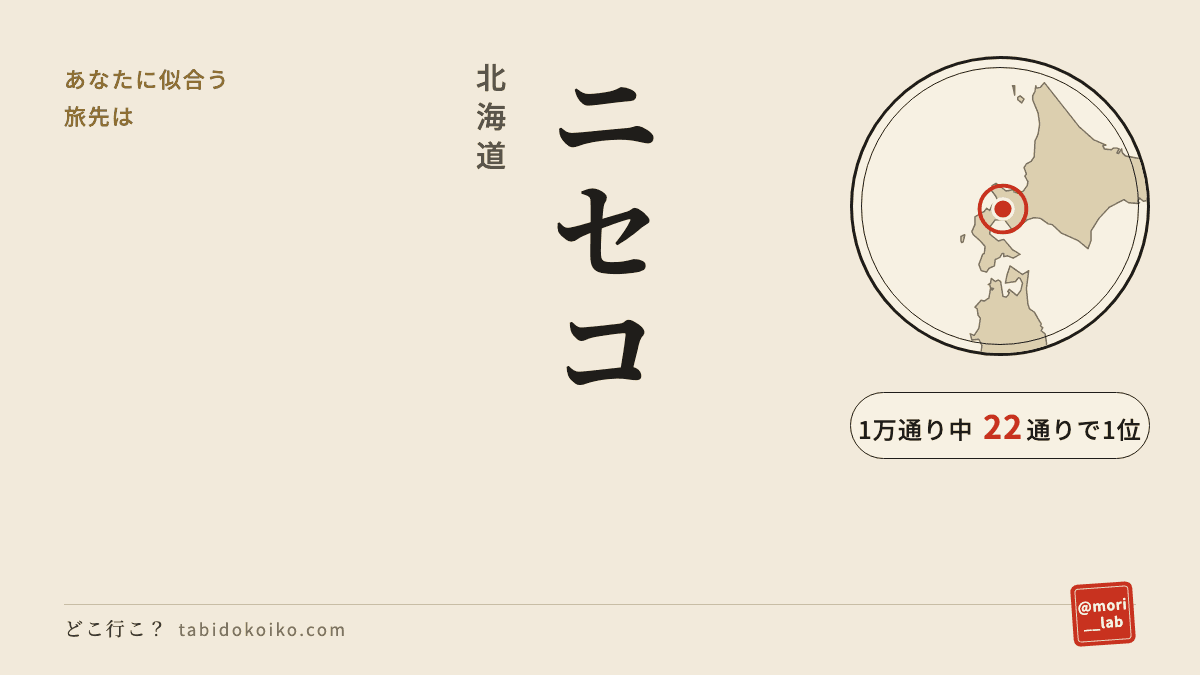 あなたに似合う
旅先は
北海道
ニセコ
1万通り中 22通りで1位
どこ行こ？ tabidokoiko.com
@mori
__lab